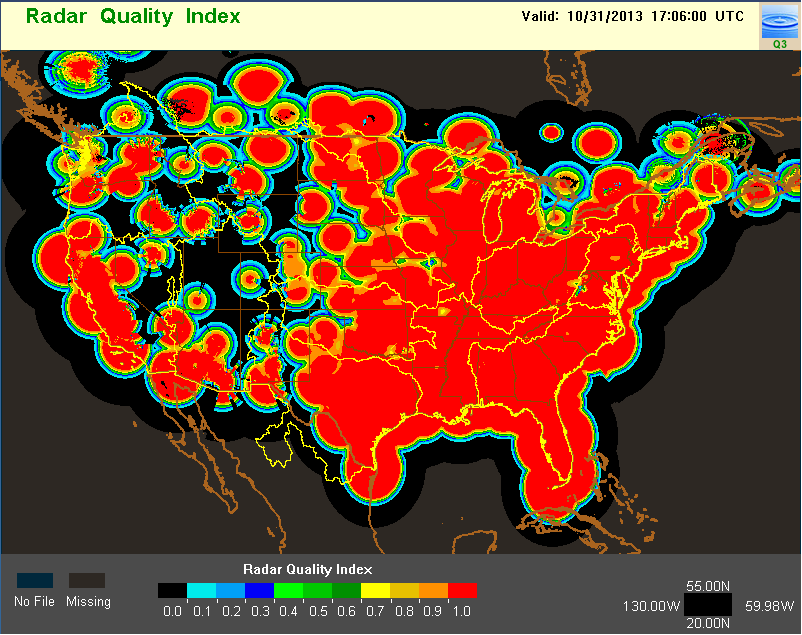 Radar Quality Index
Valid: 10/31/2013 17:06:00 UTC
Q3
Radar Quality Index
No File Missing
0.0 0.1 0.2 0.3 0.4 0.5 0.6 0.7 0.8 0.9 1.0
55.00N
130.00W 59.98W
20.00N